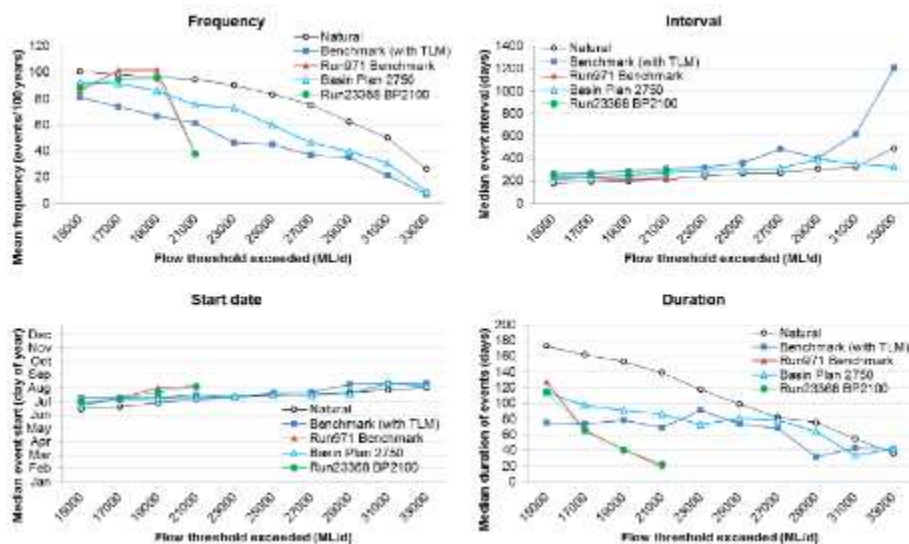 Frequency
Natural
Benchmark (with TLM)
Run971 Benchmark
Basin Plan 2750
Run23368 BP2100
Mean frequency (events/100 years)
120
100
80
60
40
20
0
15000
17000
19000
21000
23000
25000
27000
29000
31000
33000
Flow threshold exceeded (ML/d)
Interval
Natural
Benchmark (with TLM)
Run971 Benchmark
Basin Plan 2750
Run23368 BP2100
Median event interval (days)
1400
1200
1000
800
600
400
200
0
15000
17000
19000
21000
23000
25000
27000
29000
31000
33000
Flow threshold exceeded (ML/d)
Start date
Median event start (day of year)
Dec
Nov
Oct
Sep
Aug
Jul
Jun
May
Apr
Mar
Feb
Jan
Natural
Benchmark (with TLM)
Run971 Benchmark
Basin Plan 2750
Run23368 BP2100
15000
17000
19000
21000
23000
25000
27000
29000
31000
33000
Flow threshold exceeded (ML/d)
Duration
Natural
Benchmark (with TLM)
Run971 Benchmark
Basin Plan 2750
Run23368 BP2100
Median duration of events (days)
200
180
160
140
120
100
80
60
40
20
0
15000
17000
19000
21000
23000
25000
27000
29000
31000
33000
Flow threshold exceeded (ML/d)